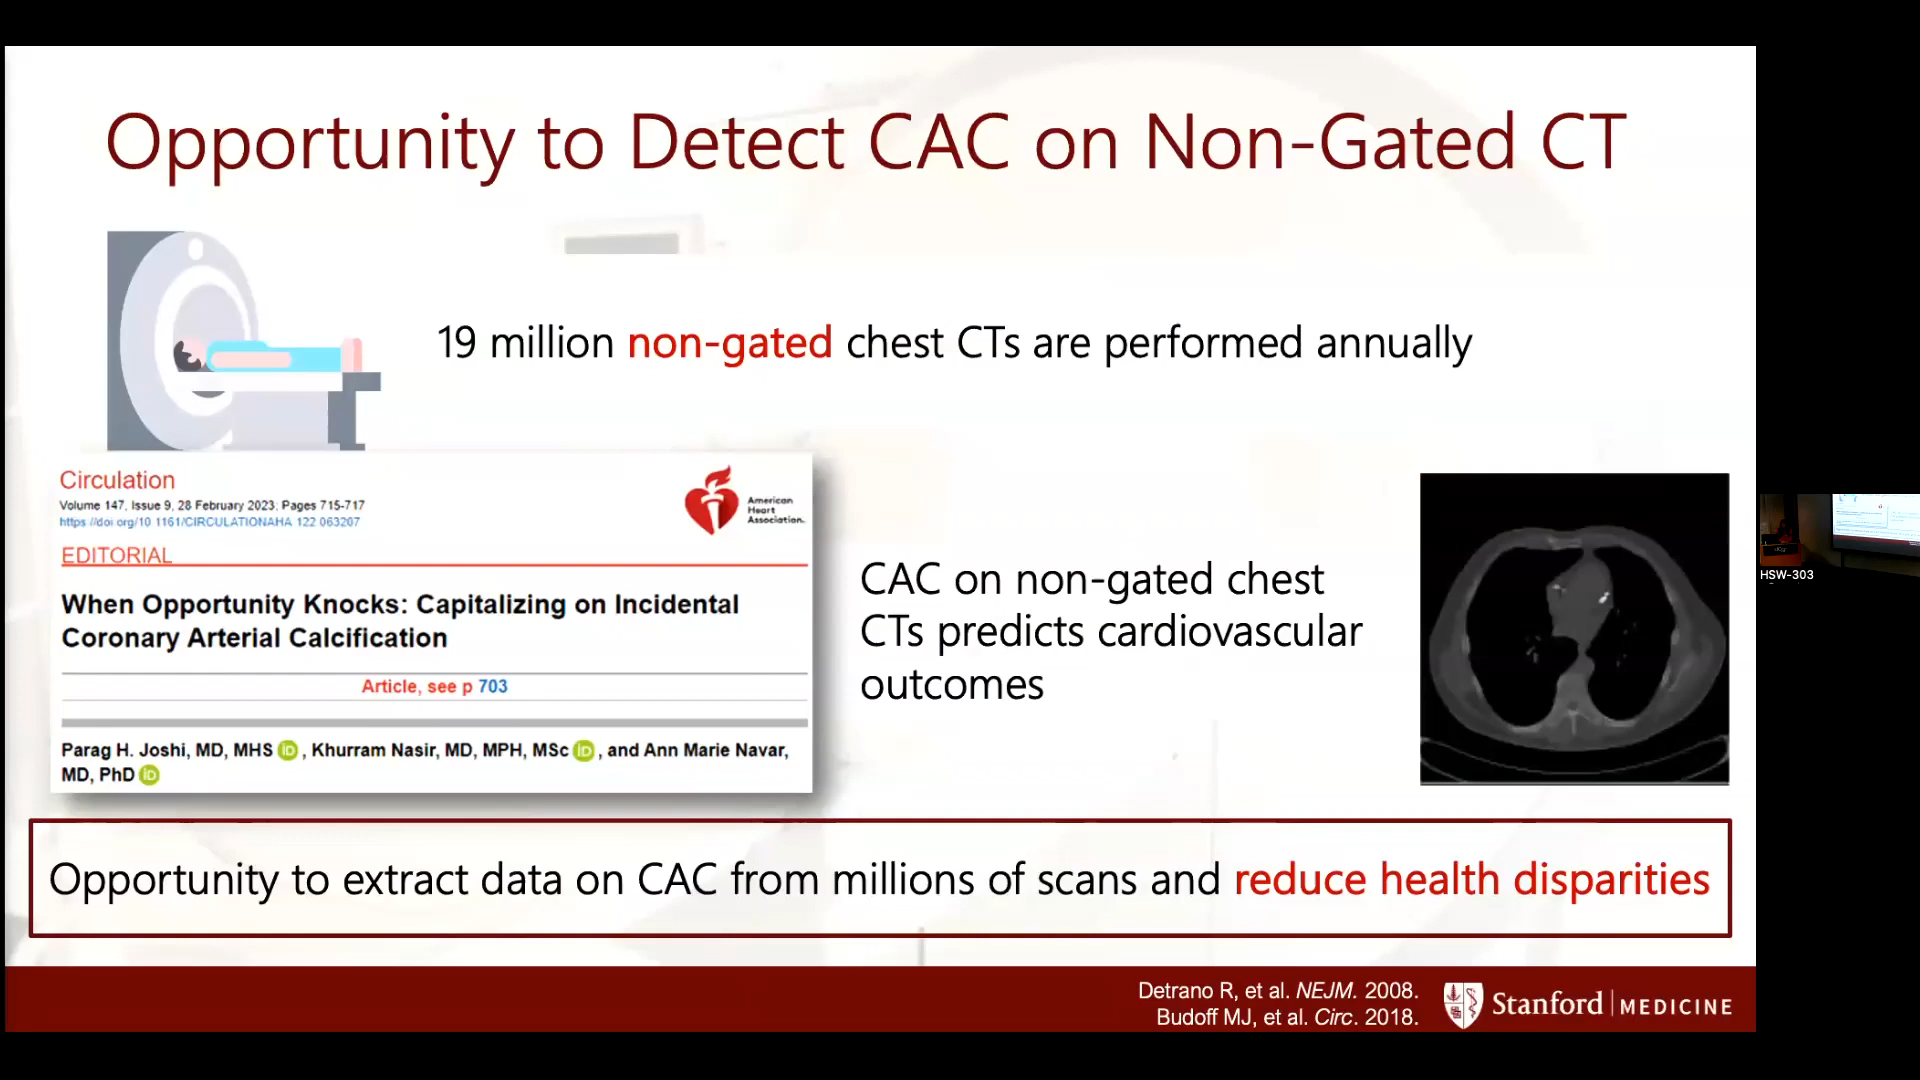 Opportunity to Detect CAC on Non-Gated CT
19 million non-gated chest CTs are performed annually
Circulation
Volume 147, Issue 9, 28 February 2023; Pages 715-717
https://doi.org/10.1161/CIRCULATIONAHA.122.063207
American
Heart
Association.
EDITORIAL
When Opportunity Knocks: Capitalizing on Incidental
Coronary Arterial Calcification
Article, see p 703
Parag H. Joshi, MD, MHS iD, Khurram Nasir, MD, MPH, MSc iD, and Ann Marie Navar,
MD, PhD iD
CAC on non-gated chest
CTs predicts cardiovascular
outcomes
HSW-303
Opportunity to extract data on CAC from millions of scans and reduce health disparities
Detrano R, et al. NEJM. 2008.
Budoff MJ, et al. Circ. 2018.
Stanford MEDICINE